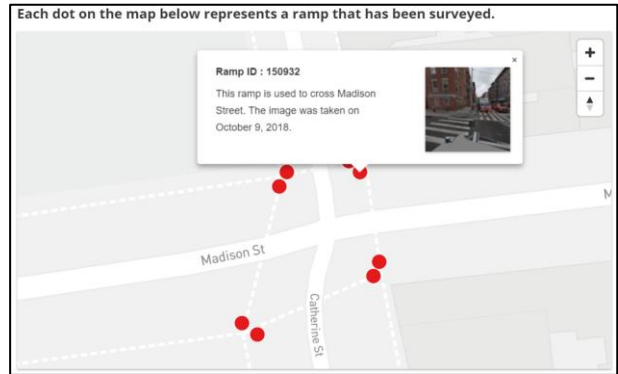 Each dot on the map below represents a ramp that has been surveyed.
×
Ramp ID : 150932
This ramp is used to cross Madison
Street. The image was taken on
October 9, 2018.
+
−
M
Madison St
Catherine St